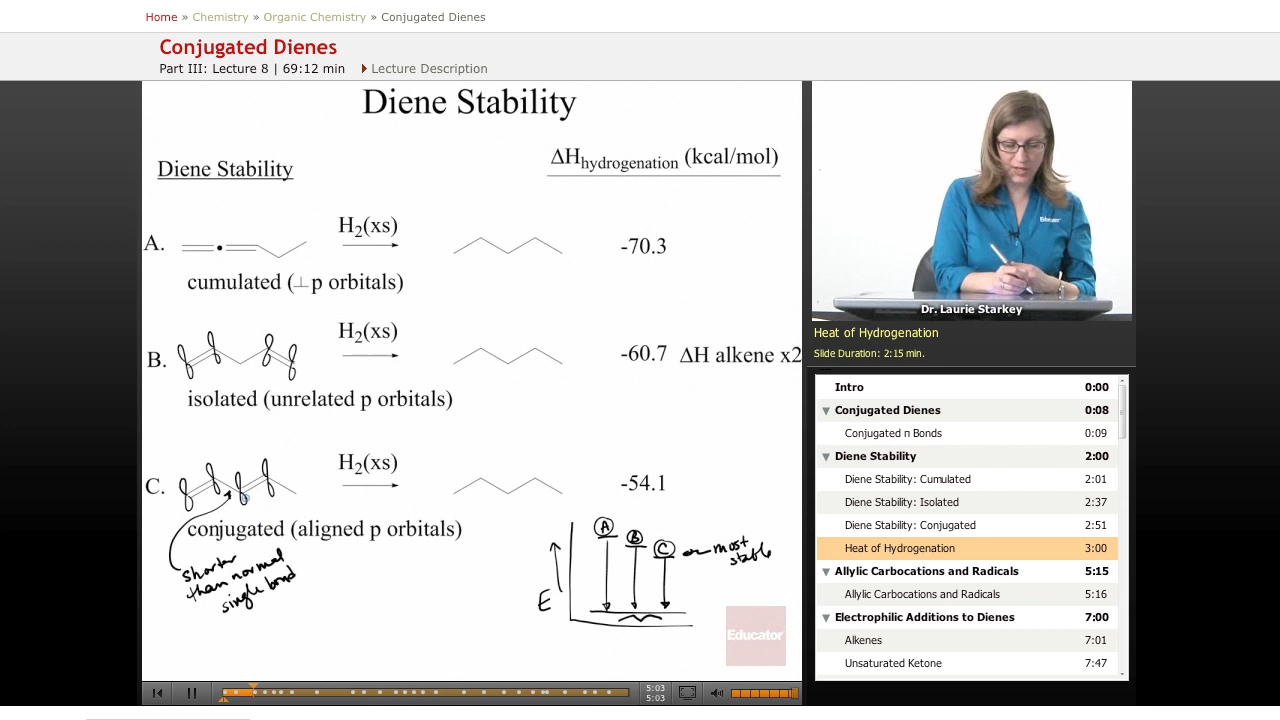 Home » Chemistry » Organic Chemistry » Conjugated Dienes
Conjugated Dienes
Part III: Lecture 8 | 69:12 min
Lecture Description
Diene Stability
Diene Stability
ΔHhydrogenation (kcal/mol)
H2(xs)
A.
-70.3
cumulated (⊥p orbitals)
H2(xs)
B.
-60.7 ΔH alkene x2
isolated (unrelated p orbitals)
H2(xs)
C.
-54.1
conjugated (aligned p orbitals)
shorter
than normal
single bond
A
B
C
most
stable
E
Educator
Educator
Dr. Laurie Starkey
Heat of Hydrogenation
Slide Duration: 2:15 min.
Intro 0:00
Conjugated Dienes 0:08
Conjugated π Bonds 0:09
Diene Stability 2:00
Diene Stability: Cumulated 2:01
Diene Stability: Isolated 2:37
Diene Stability: Conjugated 2:51
Heat of Hydrogenation 3:00
Allylic Carbocations and Radicals 5:15
Allylic Carbocations and Radicals 5:16
Electrophilic Additions to Dienes 7:00
Alkenes 7:01
Unsaturated Ketone 7:47
5:03
5:03